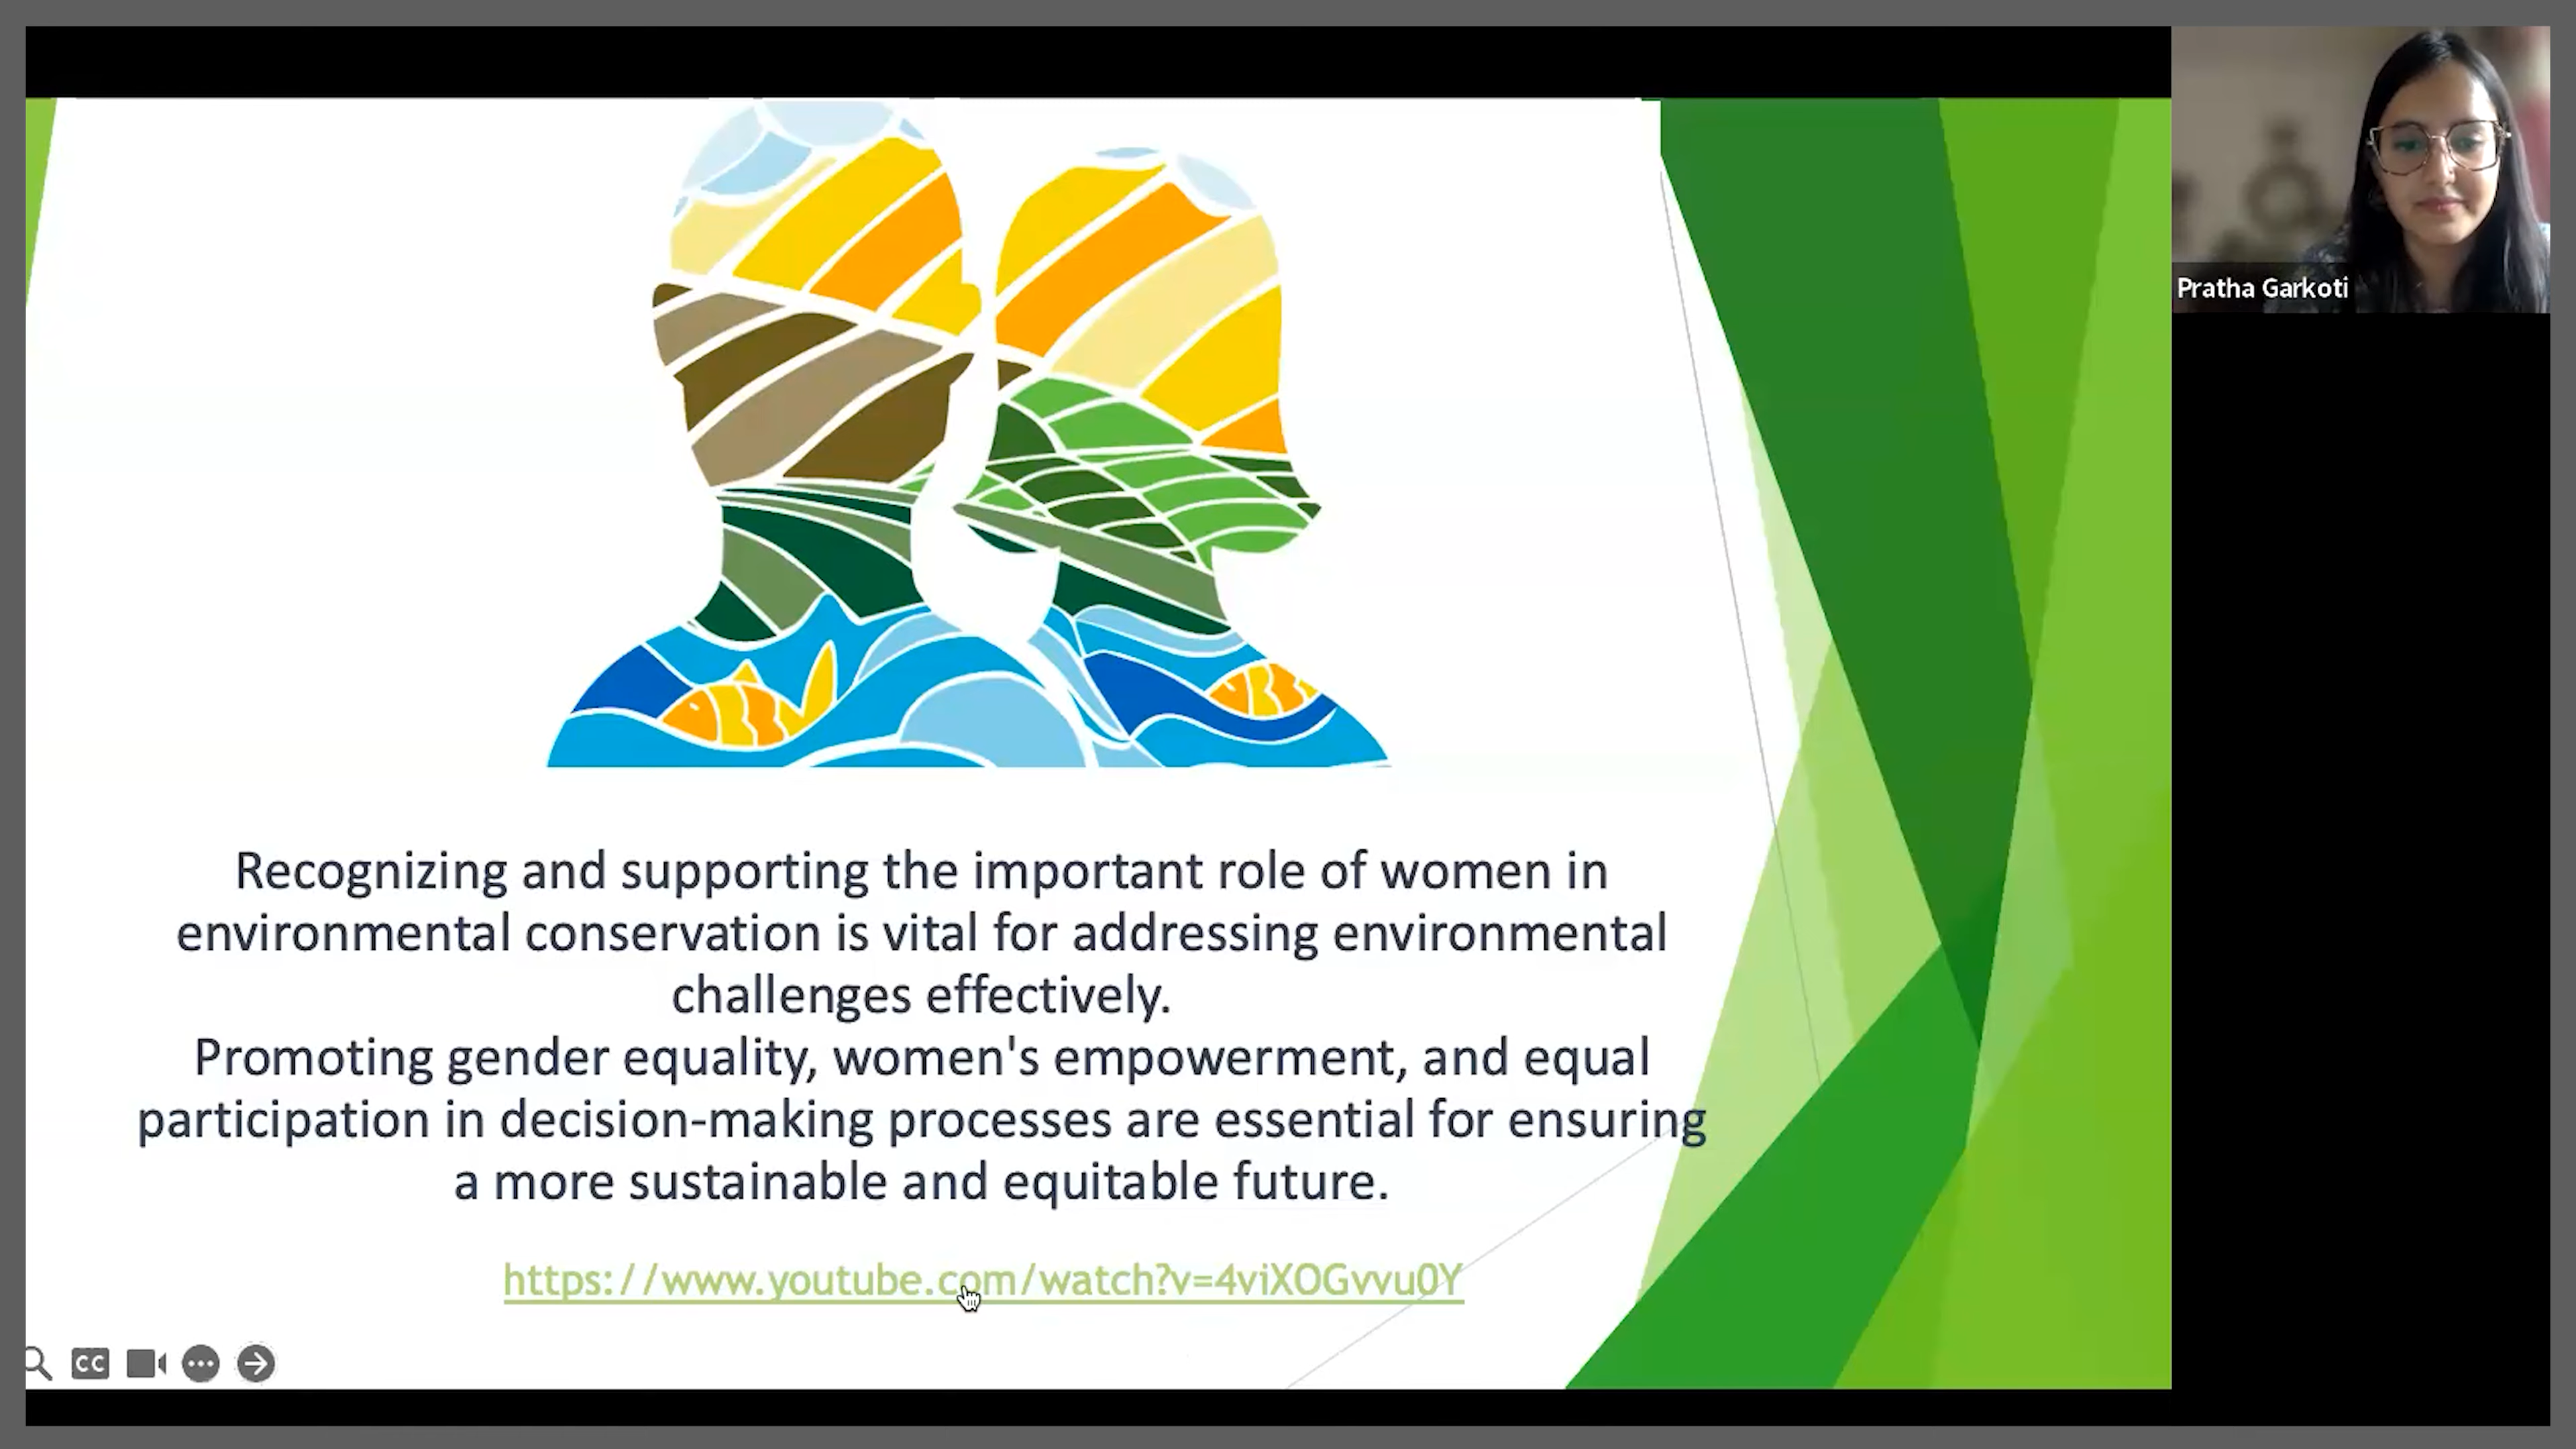 Pratha Garkoti
Recognizing and supporting the important role of women in
environmental conservation is vital for addressing environmental
challenges effectively.
Promoting gender equality, women's empowerment, and equal
participation in decision-making processes are essential for ensuring
a more sustainable and equitable future.
https://www.youtube.com/watch?v=4viXOGvvu0Y
CC